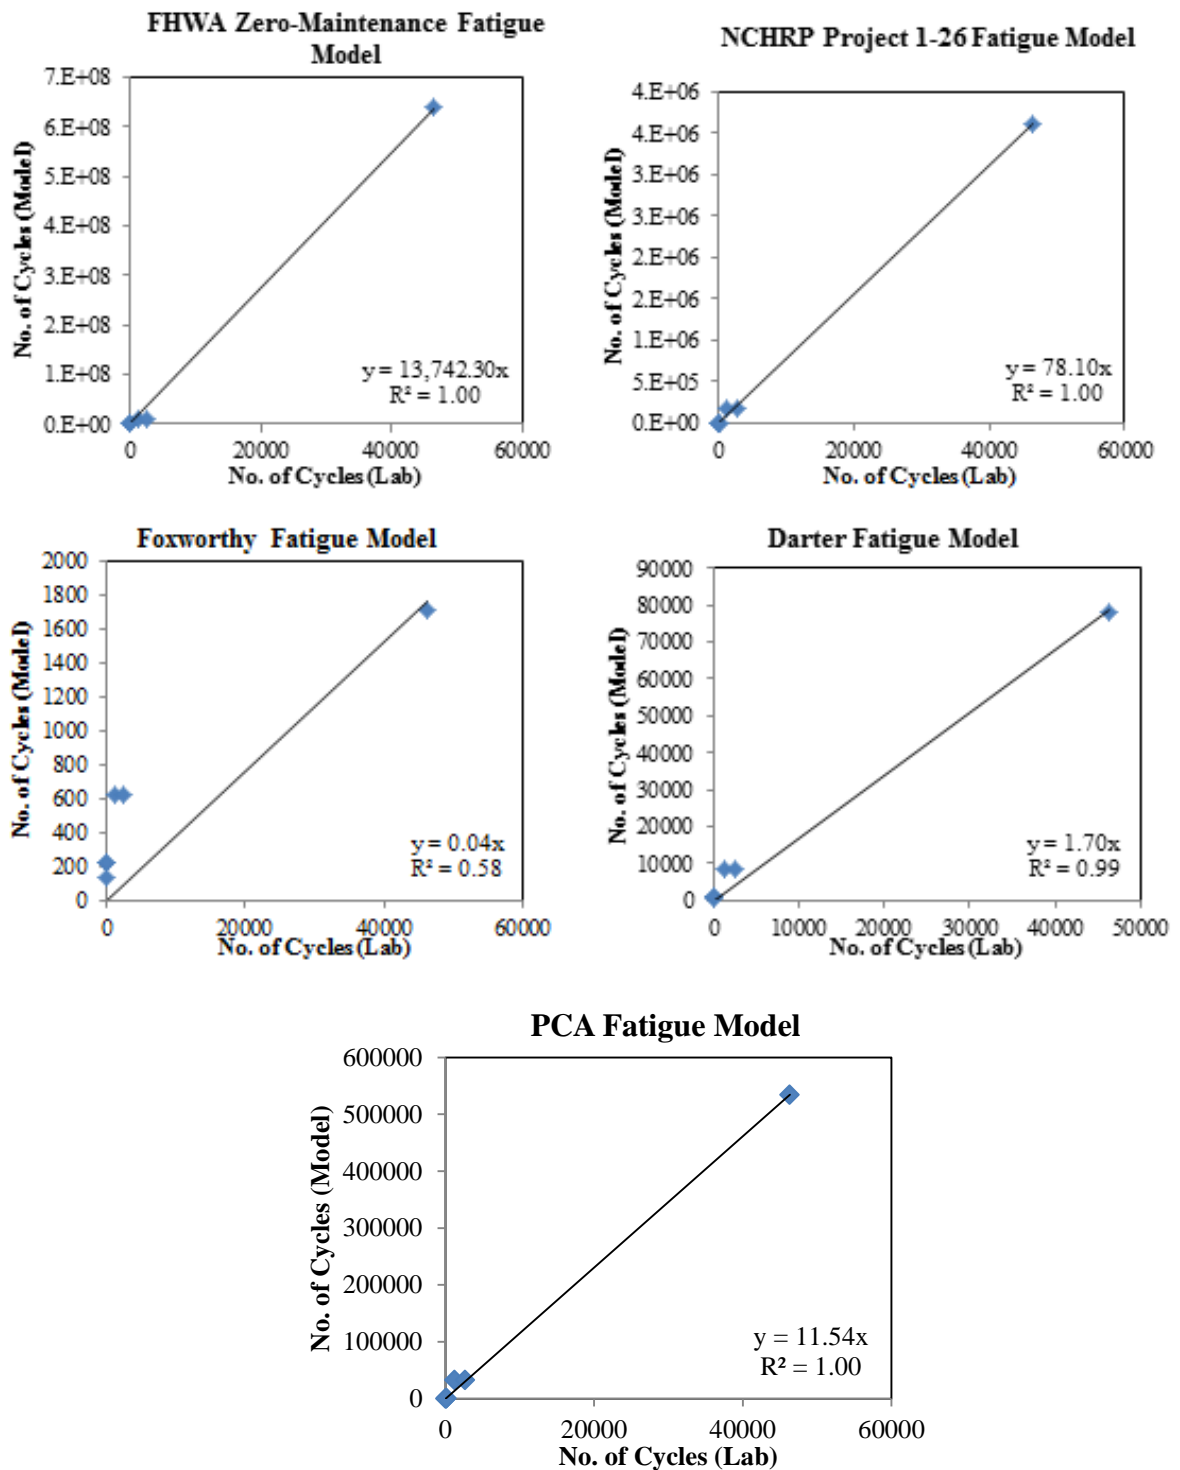 FHWA Zero-Maintenance Fatigue
Model
7.E+08
6.E+08
5.E+08
4.E+08
3.E+08
2.E+08
1.E+08
0.E+00
No. of Cycles (Model)
y = 13,742.30x
R² = 1.00
0
20000
40000
60000
No. of Cycles (Lab)
NCHRP Project 1-26 Fatigue Model
4.E+06
4.E+06
3.E+06
3.E+06
2.E+06
2.E+06
1.E+06
5.E+05
0.E+00
No. of Cycles (Model)
y = 78.10x
R² = 1.00
0
20000
40000
60000
No. of Cycles (Lab)
Foxworthy Fatigue Model
2000
1800
1600
1400
1200
1000
800
600
400
200
0
No. of Cycles (Model)
y = 0.04x
R² = 0.58
0
20000
40000
60000
No. of Cycles (Lab)
Darter Fatigue Model
90000
80000
70000
60000
50000
40000
30000
20000
10000
0
No. of Cycles (Model)
y = 1.70x
R² = 0.99
0
10000
20000
30000
40000
50000
No. of Cycles (Lab)
PCA Fatigue Model
600000
500000
400000
300000
200000
100000
0
No. of Cycles (Model)
y = 11.54x
R² = 1.00
0
20000
40000
60000
No. of Cycles (Lab)